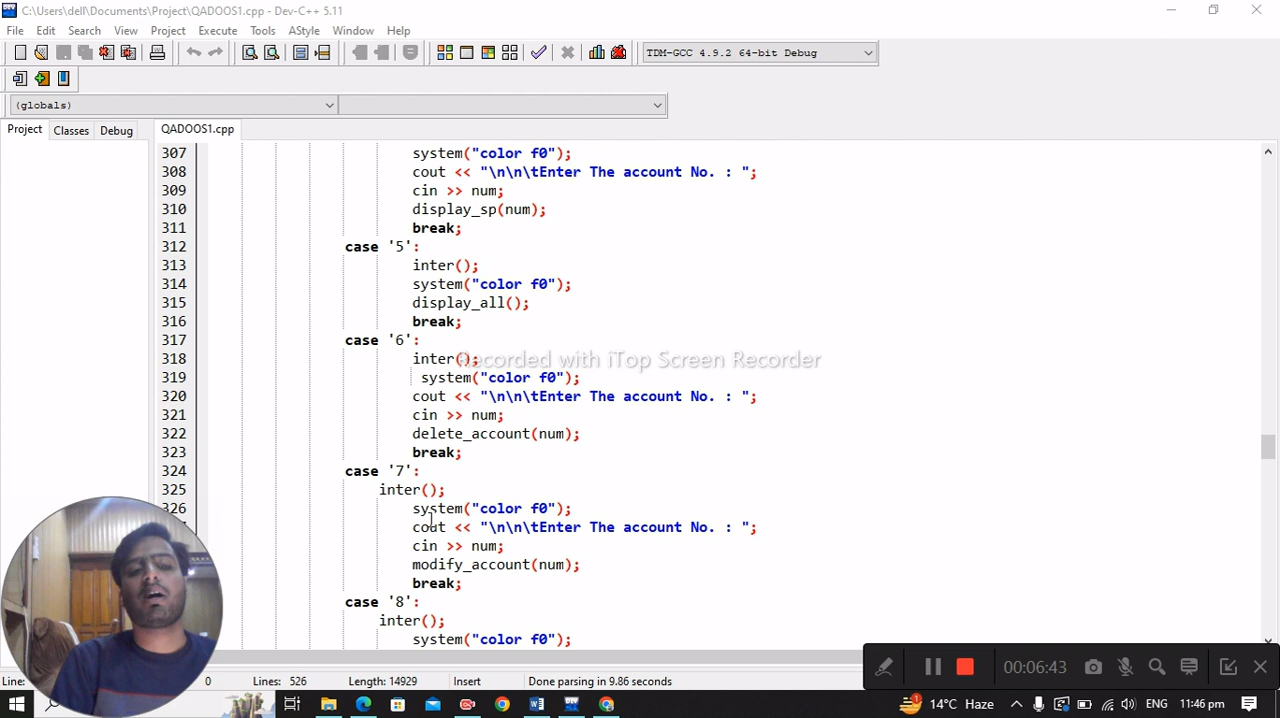 C:\Users\dell\Documents\Project\QADOOS1.cpp - Dev-C++ 5.11
File Edit Search View Project Execute Tools AStyle Window Help
TDM-GCC 4.9.2 64-bit Debug
(globals)
Project Classes Debug QADOOS1.cpp
307 system("color f0");
308 cout << "\n\n\tEnter The account No. : ";
309 cin >> num;
310 display_sp(num);
311 break;
312 case '5':
313 inter();
314 system("color f0");
315 display_all();
316 break;
317 case '6':
318 inter();
Recorded with iTop Screen Recorder
319 system("color f0");
320 cout << "\n\n\tEnter The account No. : ";
321 cin >> num;
322 delete_account(num);
323 break;
324 case '7':
325 inter();
326 system("color f0");
cout << "\n\n\tEnter The account No. : ";
cin >> num;
modify_account(num);
break;
case '8':
inter();
system("color f0");
00:06:43
Line: 0 Lines: 526 Length: 14929 Insert Done parsing in 9.86 seconds
14°C Haze ENG 11:46 pm